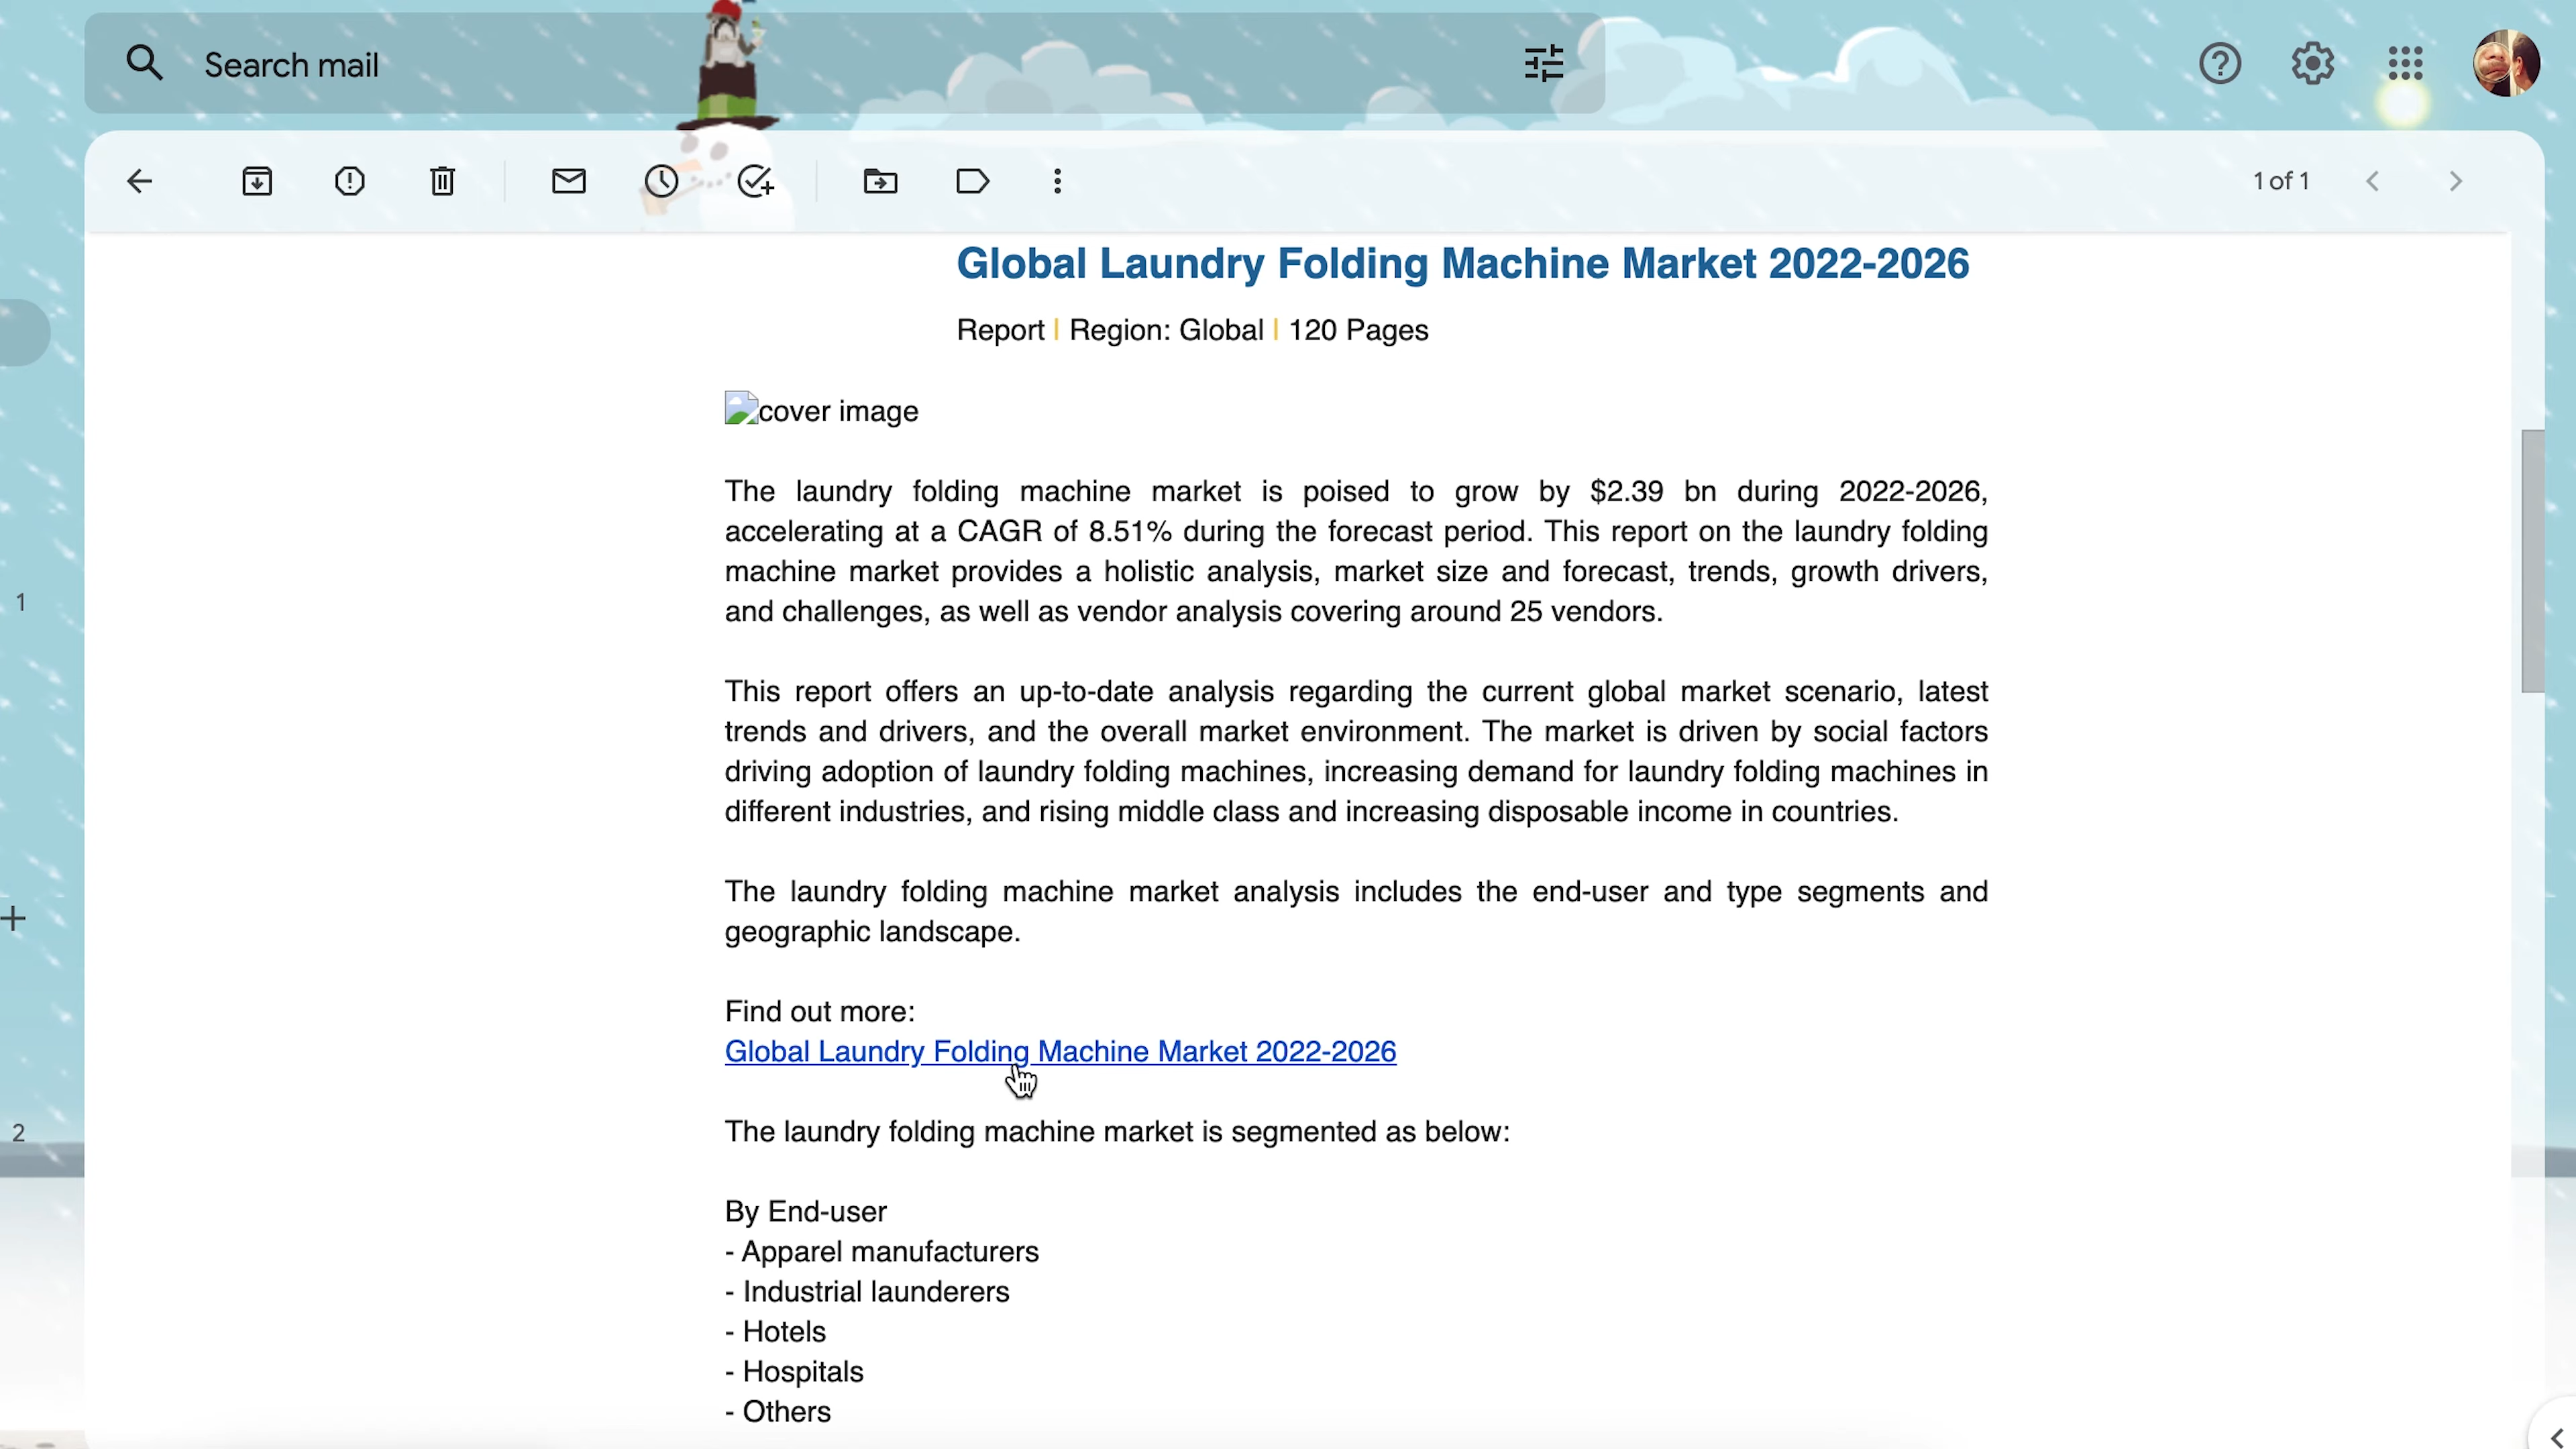 Search mail
1 of 1
Global Laundry Folding Machine Market 2022-2026
Report | Region: Global | 120 Pages
cover image
The laundry folding machine market is poised to grow by $2.39 bn during 2022-2026,
accelerating at a CAGR of 8.51% during the forecast period. This report on the laundry folding
machine market provides a holistic analysis, market size and forecast, trends, growth drivers,
and challenges, as well as vendor analysis covering around 25 vendors.
This report offers an up-to-date analysis regarding the current global market scenario, latest
trends and drivers, and the overall market environment. The market is driven by social factors
driving adoption of laundry folding machines, increasing demand for laundry folding machines in
different industries, and rising middle class and increasing disposable income in countries.
The laundry folding machine market analysis includes the end-user and type segments and
geographic landscape.
Find out more:
Global Laundry Folding Machine Market 2022-2026
The laundry folding machine market is segmented as below:
By End-user
- Apparel manufacturers
- Industrial launderers
- Hotels
- Hospitals
- Others
1
2